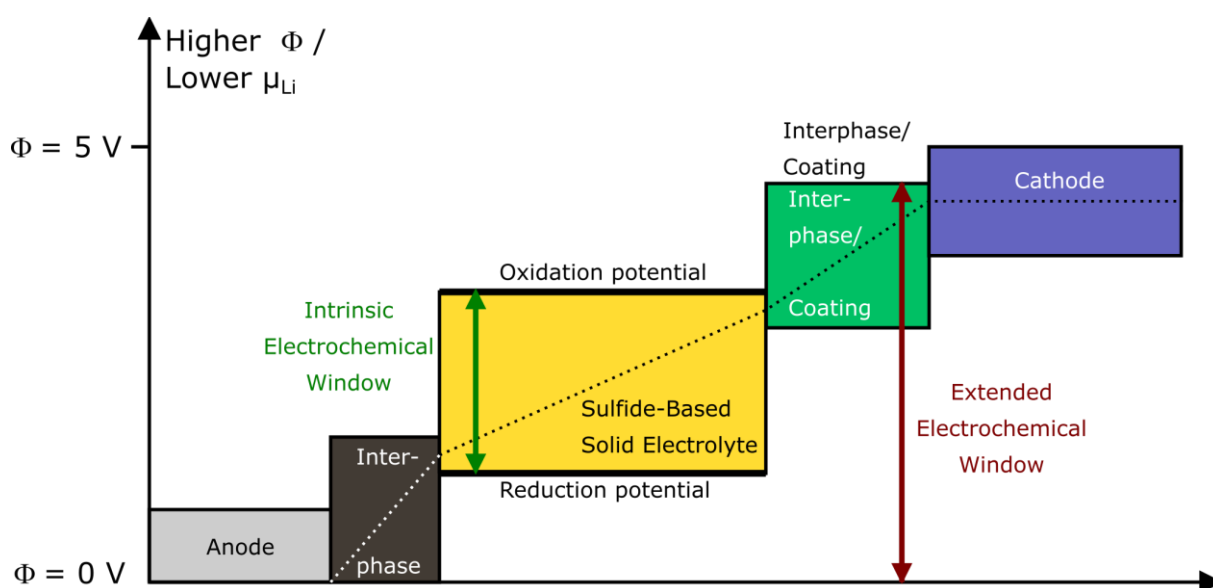 Higher Φ /
Lower μLi
Φ = 5 V
Interphase/
Coating
Cathode
Inter-
phase/
Coating
Oxidation potential
Intrinsic
Electrochemical
Window
Sulfide-Based
Solid Electrolyte
Extended
Electrochemical
Window
Inter-
phase
Reduction potential
Anode
Φ = 0 V